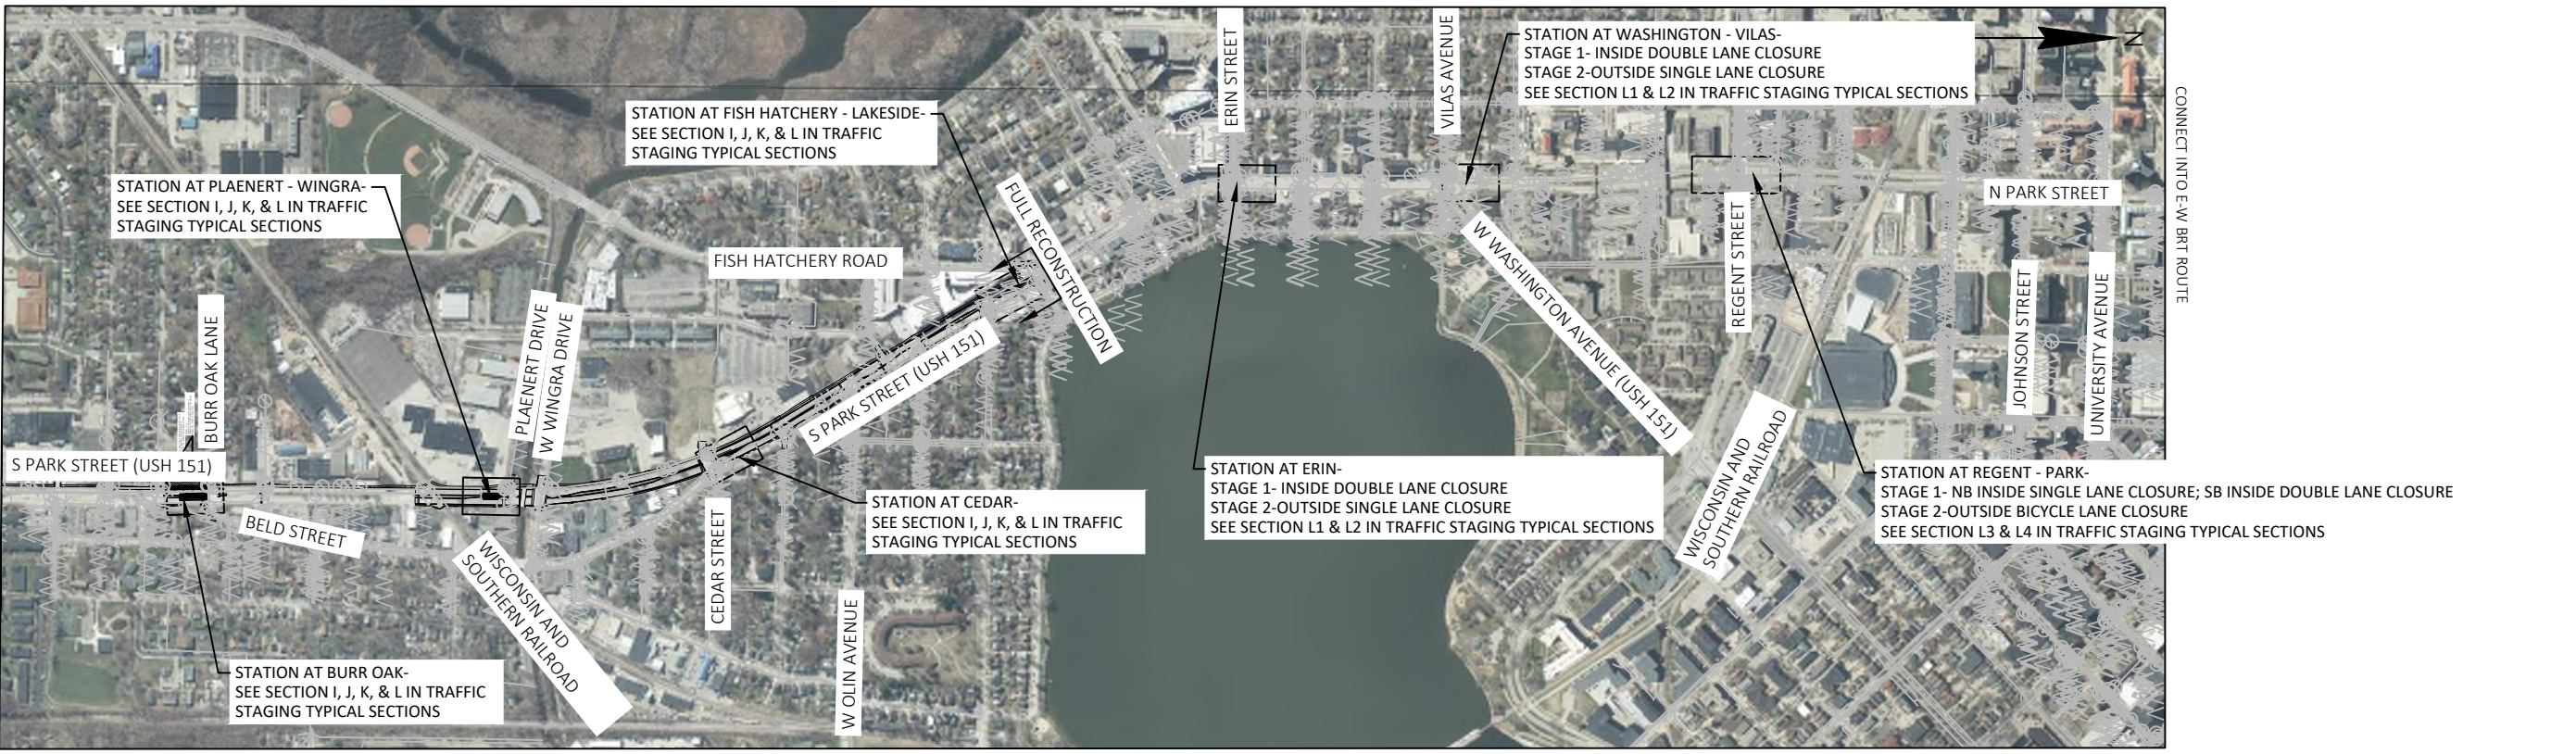 STATION AT WASHINGTON - VILAS-
STAGE 1- INSIDE DOUBLE LANE CLOSURE
STAGE 2-OUTSIDE SINGLE LANE CLOSURE
SEE SECTION L1 & L2 IN TRAFFIC STAGING TYPICAL SECTIONS
N
ERIN STREET
VILAS AVENUE
CONNECT INTO E-W BRT ROUTE
STATION AT FISH HATCHERY - LAKESIDE-
SEE SECTION I, J, K, & L IN TRAFFIC
STAGING TYPICAL SECTIONS
STATION AT PLAENERT - WINGRA-
SEE SECTION I, J, K, & L IN TRAFFIC
STAGING TYPICAL SECTIONS
FULL RECONSTRUCTION
N PARK STREET
REGENT STREET
W WASHINGTON AVENUE (USH 151)
FISH HATCHERY ROAD
JOHNSON STREET
UNIVERSITY AVENUE
BURR OAK LANE
PLAENERT DRIVE
W WINGRA DRIVE
S PARK STREET (USH 151)
S PARK STREET (USH 151)
WISCONSIN AND
SOUTHERN RAILROAD
STATION AT ERIN-
STAGE 1- INSIDE DOUBLE LANE CLOSURE
STAGE 2-OUTSIDE SINGLE LANE CLOSURE
SEE SECTION L1 & L2 IN TRAFFIC STAGING TYPICAL SECTIONS
STATION AT REGENT - PARK-
STAGE 1- NB INSIDE SINGLE LANE CLOSURE; SB INSIDE DOUBLE LANE CLOSURE
STAGE 2-OUTSIDE BICYCLE LANE CLOSURE
SEE SECTION L3 & L4 IN TRAFFIC STAGING TYPICAL SECTIONS
STATION AT CEDAR-
SEE SECTION I, J, K, & L IN TRAFFIC
STAGING TYPICAL SECTIONS
BELD STREET
CEDAR STREET
WISCONSIN AND
SOUTHERN RAILROAD
W OLIN AVENUE
STATION AT BURR OAK-
SEE SECTION I, J, K, & L IN TRAFFIC
STAGING TYPICAL SECTIONS